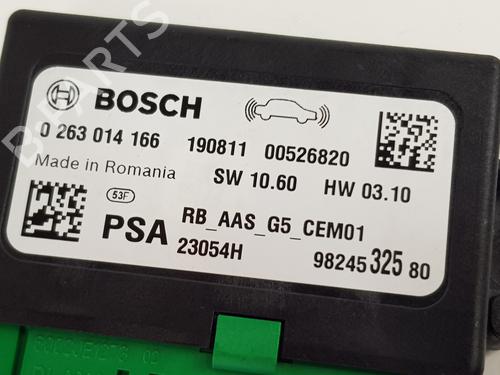 BOSCH
0 263 014 166 190811 00526820
Made in Romania SW 10.60 HW 03.10
53F
PSA RB_AAS_G5_CEM01
23054H 98245 325 80
B-PARTS